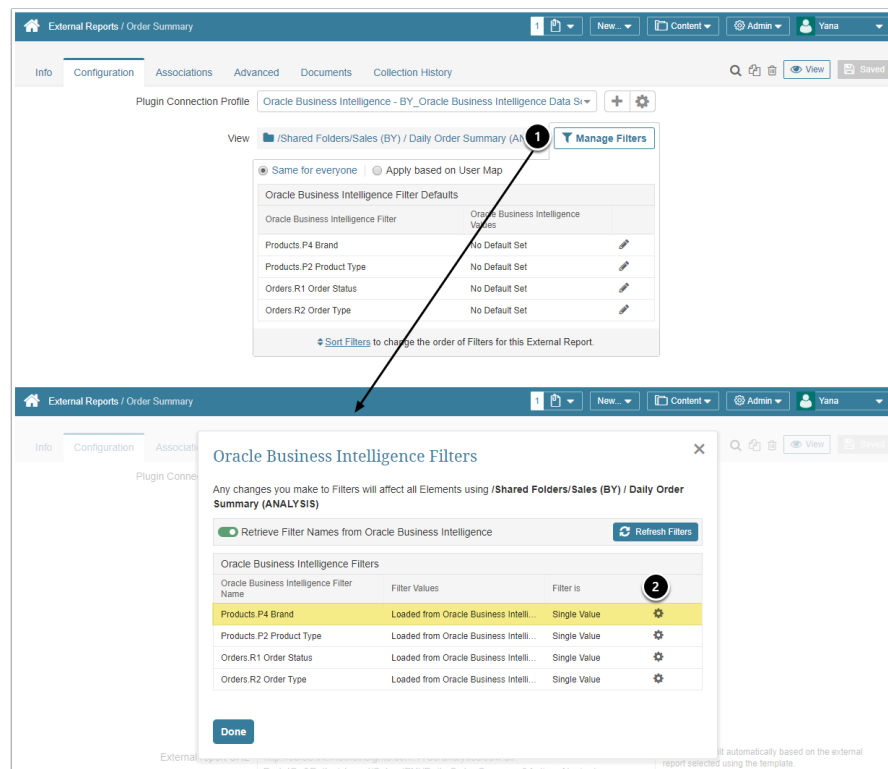 External Reports / Order Summary
1
New...
Content
Admin
Yana
Info
Configuration
Associations
Advanced
Documents
Collection History
View
Saved
Plugin Connection Profile
Oracle Business Intelligence - BY_Oracle Business Intelligence Data S
View
/Shared Folders/Sales (BY) / Daily Order Summary (AN
1
Manage Filters
Same for everyone
Apply based on User Map
Oracle Business Intelligence Filter Defaults
Oracle Business Intelligence Filter
Oracle Business Intelligence
Values
Products.P4 Brand
No Default Set
Products.P2 Product Type
No Default Set
Orders.R1 Order Status
No Default Set
Orders.R2 Order Type
No Default Set
Sort Filters to change the order of Filters for this External Report.
External Reports / Order Summary
1
New...
Content
Admin
Yana
Info
Configuration
Associati
View
Saved
Plugin Conne
Oracle Business Intelligence Filters
Any changes you make to Filters will affect all Elements using /Shared Folders/Sales (BY) / Daily Order
Summary (ANALYSIS)
Retrieve Filter Names from Oracle Business Intelligence
Refresh Filters
Oracle Business Intelligence Filters
Oracle Business Intelligence Filter
Name
Filter Values
Filter is
2
Products.P4 Brand
Loaded from Oracle Business Intelli...
Single Value
Products.P2 Product Type
Loaded from Oracle Business Intelli...
Single Value
Orders.R1 Order Status
Loaded from Oracle Business Intelli...
Single Value
Orders.R2 Order Type
Loaded from Oracle Business Intelli...
Single Value
Done
External
lt automatically based on the external
report selected using the template.